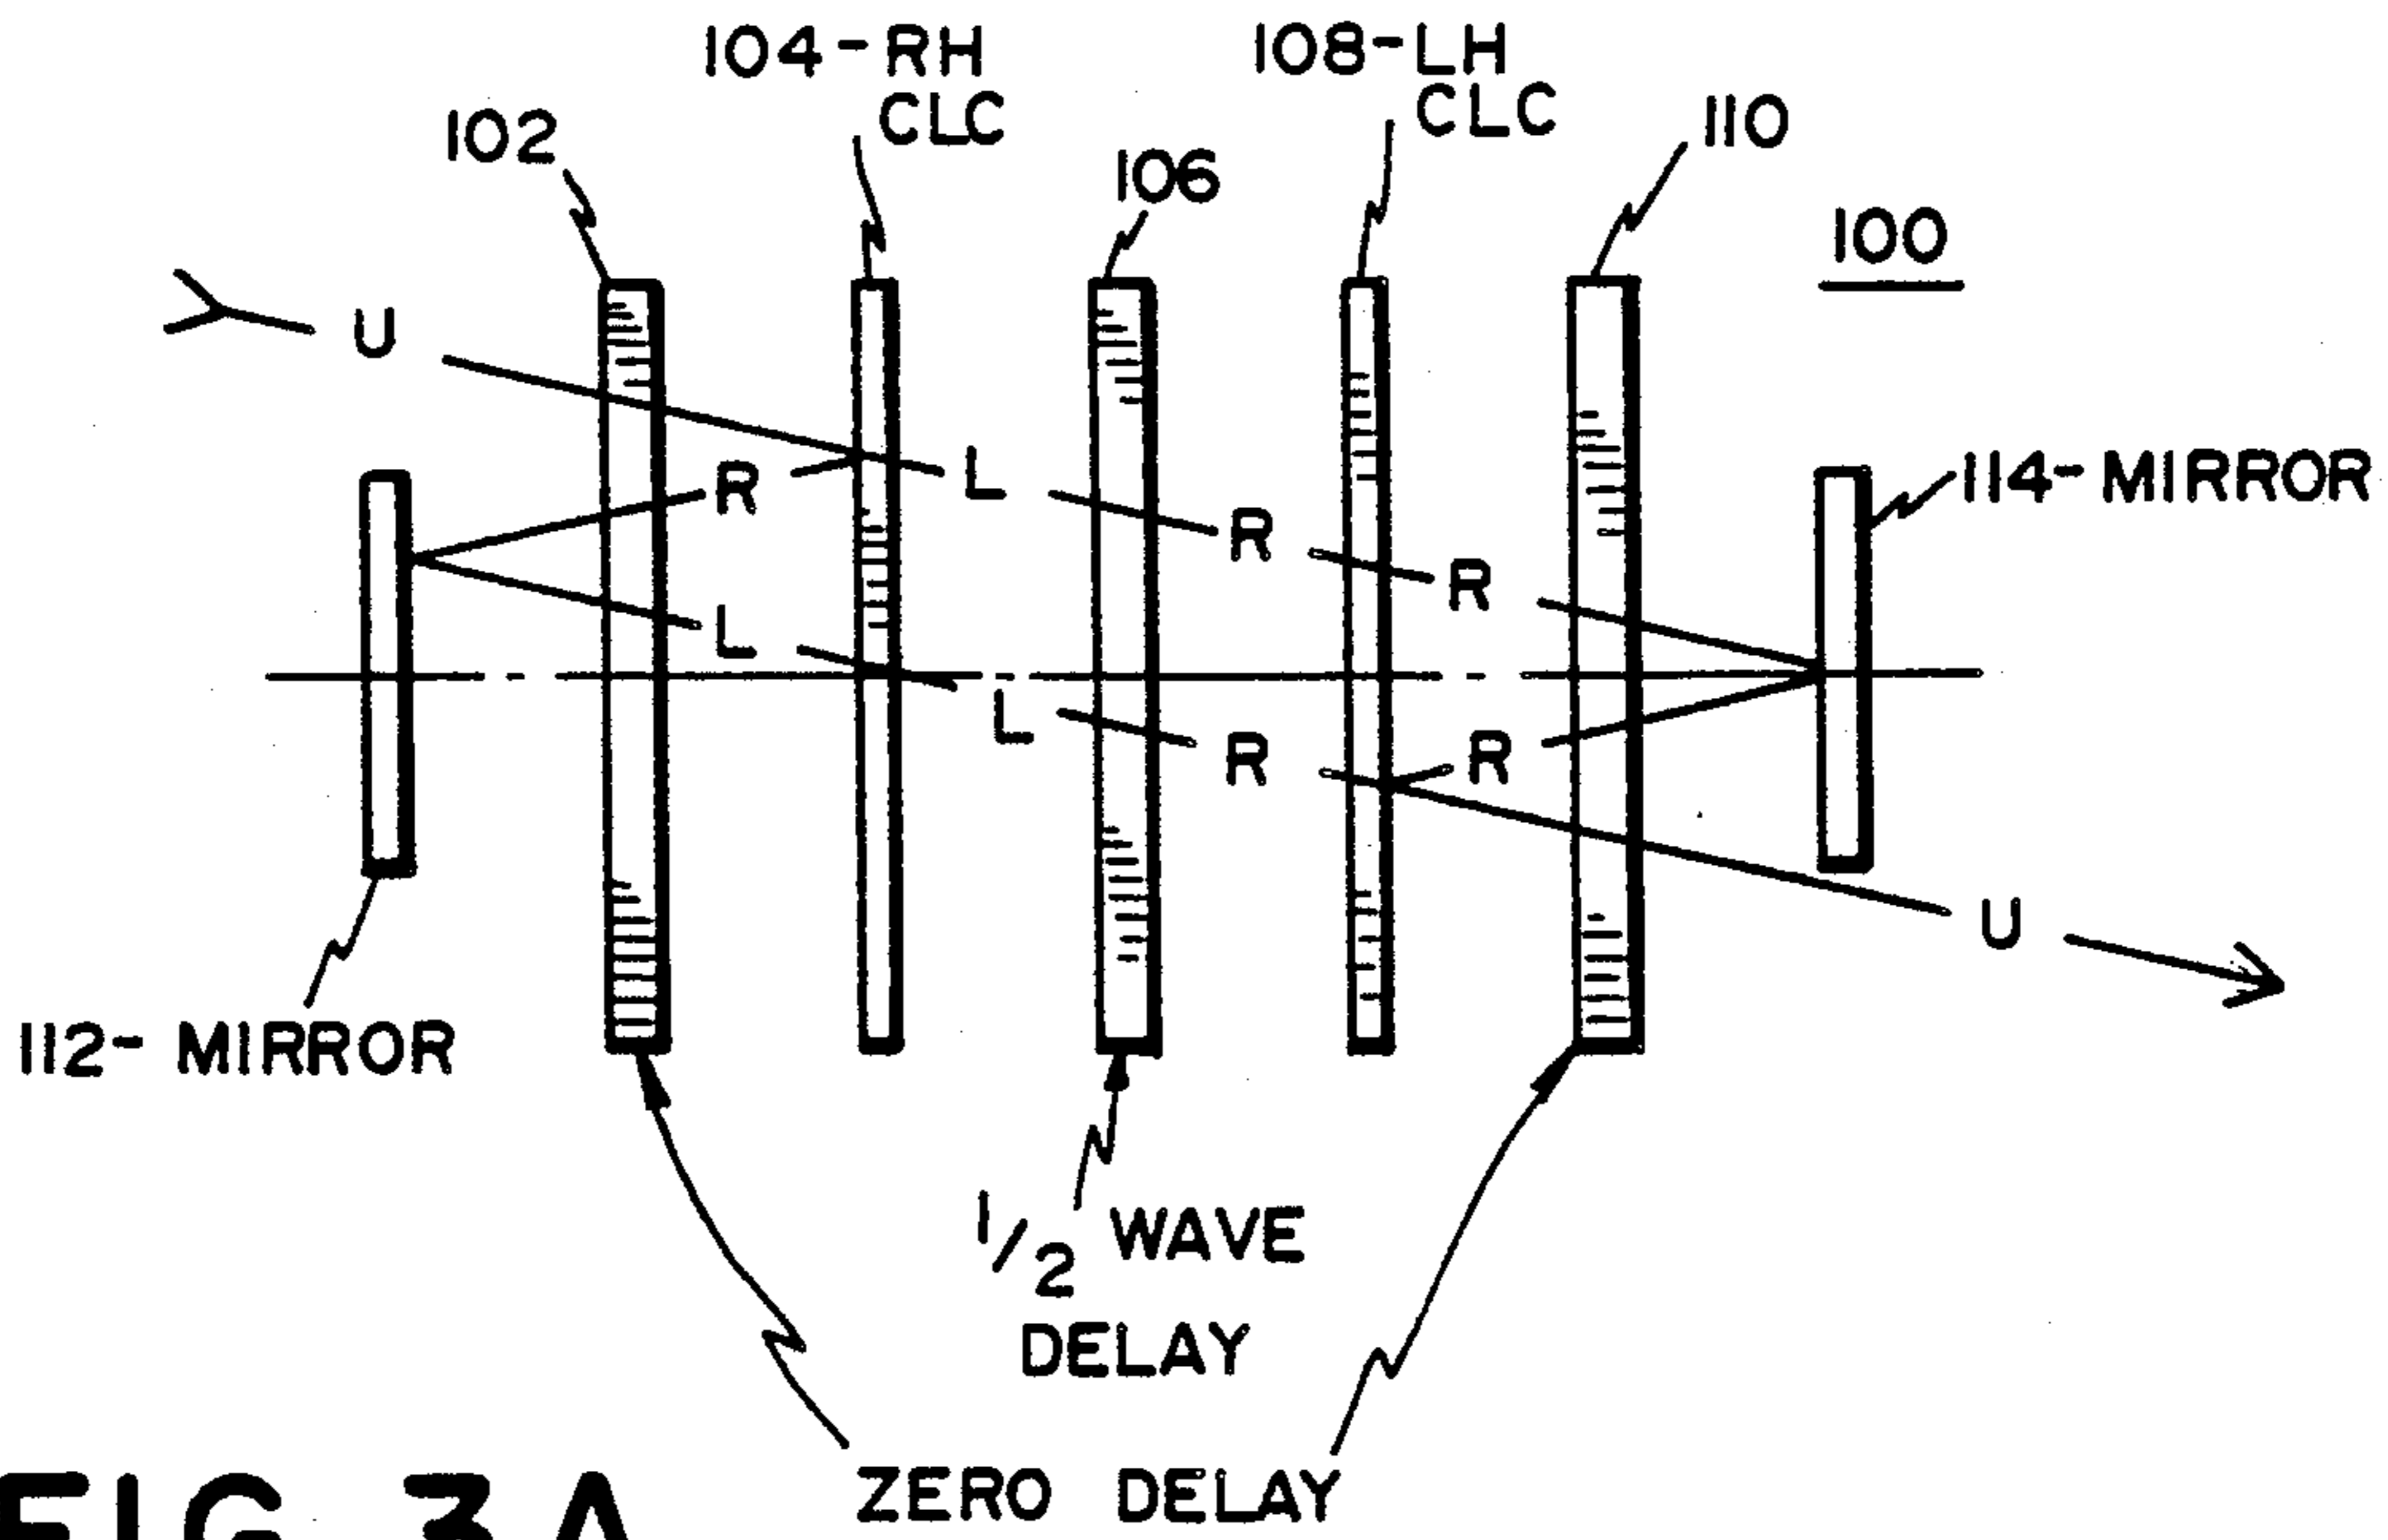 104-RH
CLC
108-LH
CLC
102
106
110
100
U
L
R
R
R
114-MIRROR
L
L
R
R
U
112-MIRROR
1/2 WAVE
DELAY
ZERO DELAY
FIG. 3A